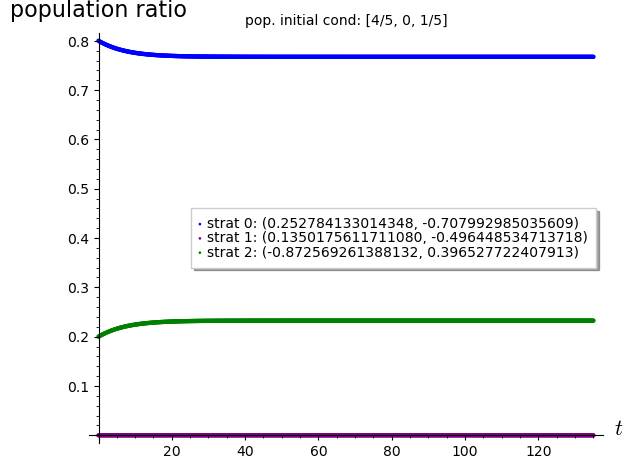 population ratio
pop. initial cond: [4/5, 0, 1/5]
0.8
0.7
0.6
0.5
strat 0: (0.252784133014348, -0.707992985035609)
strat 1: (0.1350175611711080, -0.496448534713718)
strat 2: (-0.872569261388132, 0.396527722407913)
0.4
0.3
0.2
0.1
t
20 40 60 80 100 120